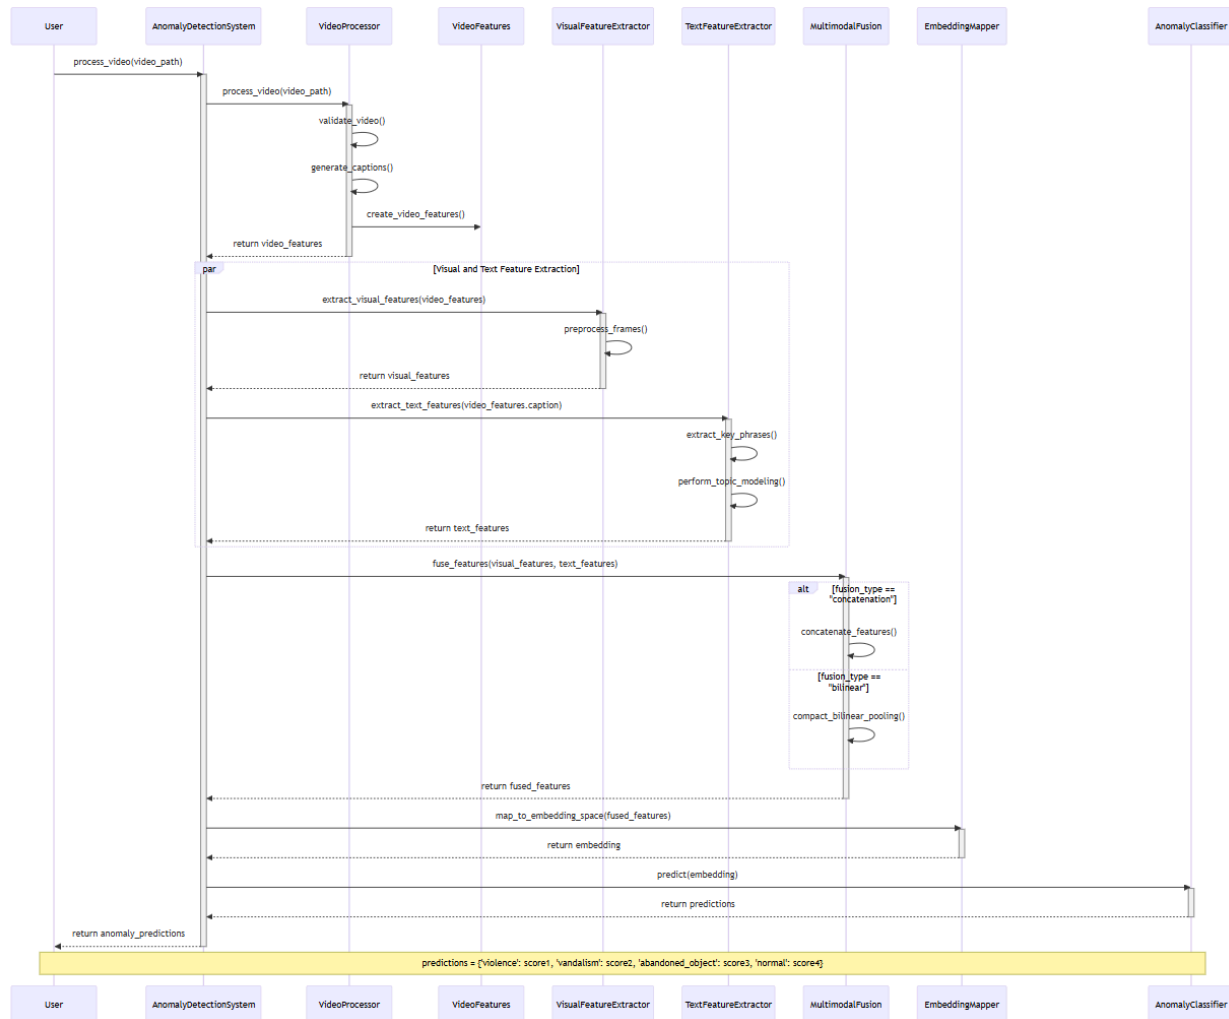 User
AnomalyDetectionSystem
VideoProcessor
VideoFeatures
VisualFeatureExtractor
TextFeatureExtractor
MultimodalFusion
EmbeddingMapper
AnomalyClassifier
process_video(video_path)
process_video(video_path)
validate_video()
generate_captions()
create_video_features()
return video_features
par
[Visual and Text Feature Extraction]
extract_visual_features(video_features)
preprocess_frames()
return visual_features
extract_text_features(video_features.caption)
extract_key_phrases()
perform_topic_modeling()
return text_features
fuse_features(visual_features, text_features)
alt
[fusion_type ==
"concatenation"]
concatenate_features()
[fusion_type ==
"bilinear"]
compact_bilinear_pooling()
return fused_features
map_to_embedding_space(fused_features)
return embedding
predict(embedding)
return predictions
return anomaly_predictions
predictions = {'violence': score1, 'vandalism': score2, 'abandoned_object': score3, 'normal': score4}
User
AnomalyDetectionSystem
VideoProcessor
VideoFeatures
VisualFeatureExtractor
TextFeatureExtractor
MultimodalFusion
EmbeddingMapper
AnomalyClassifier